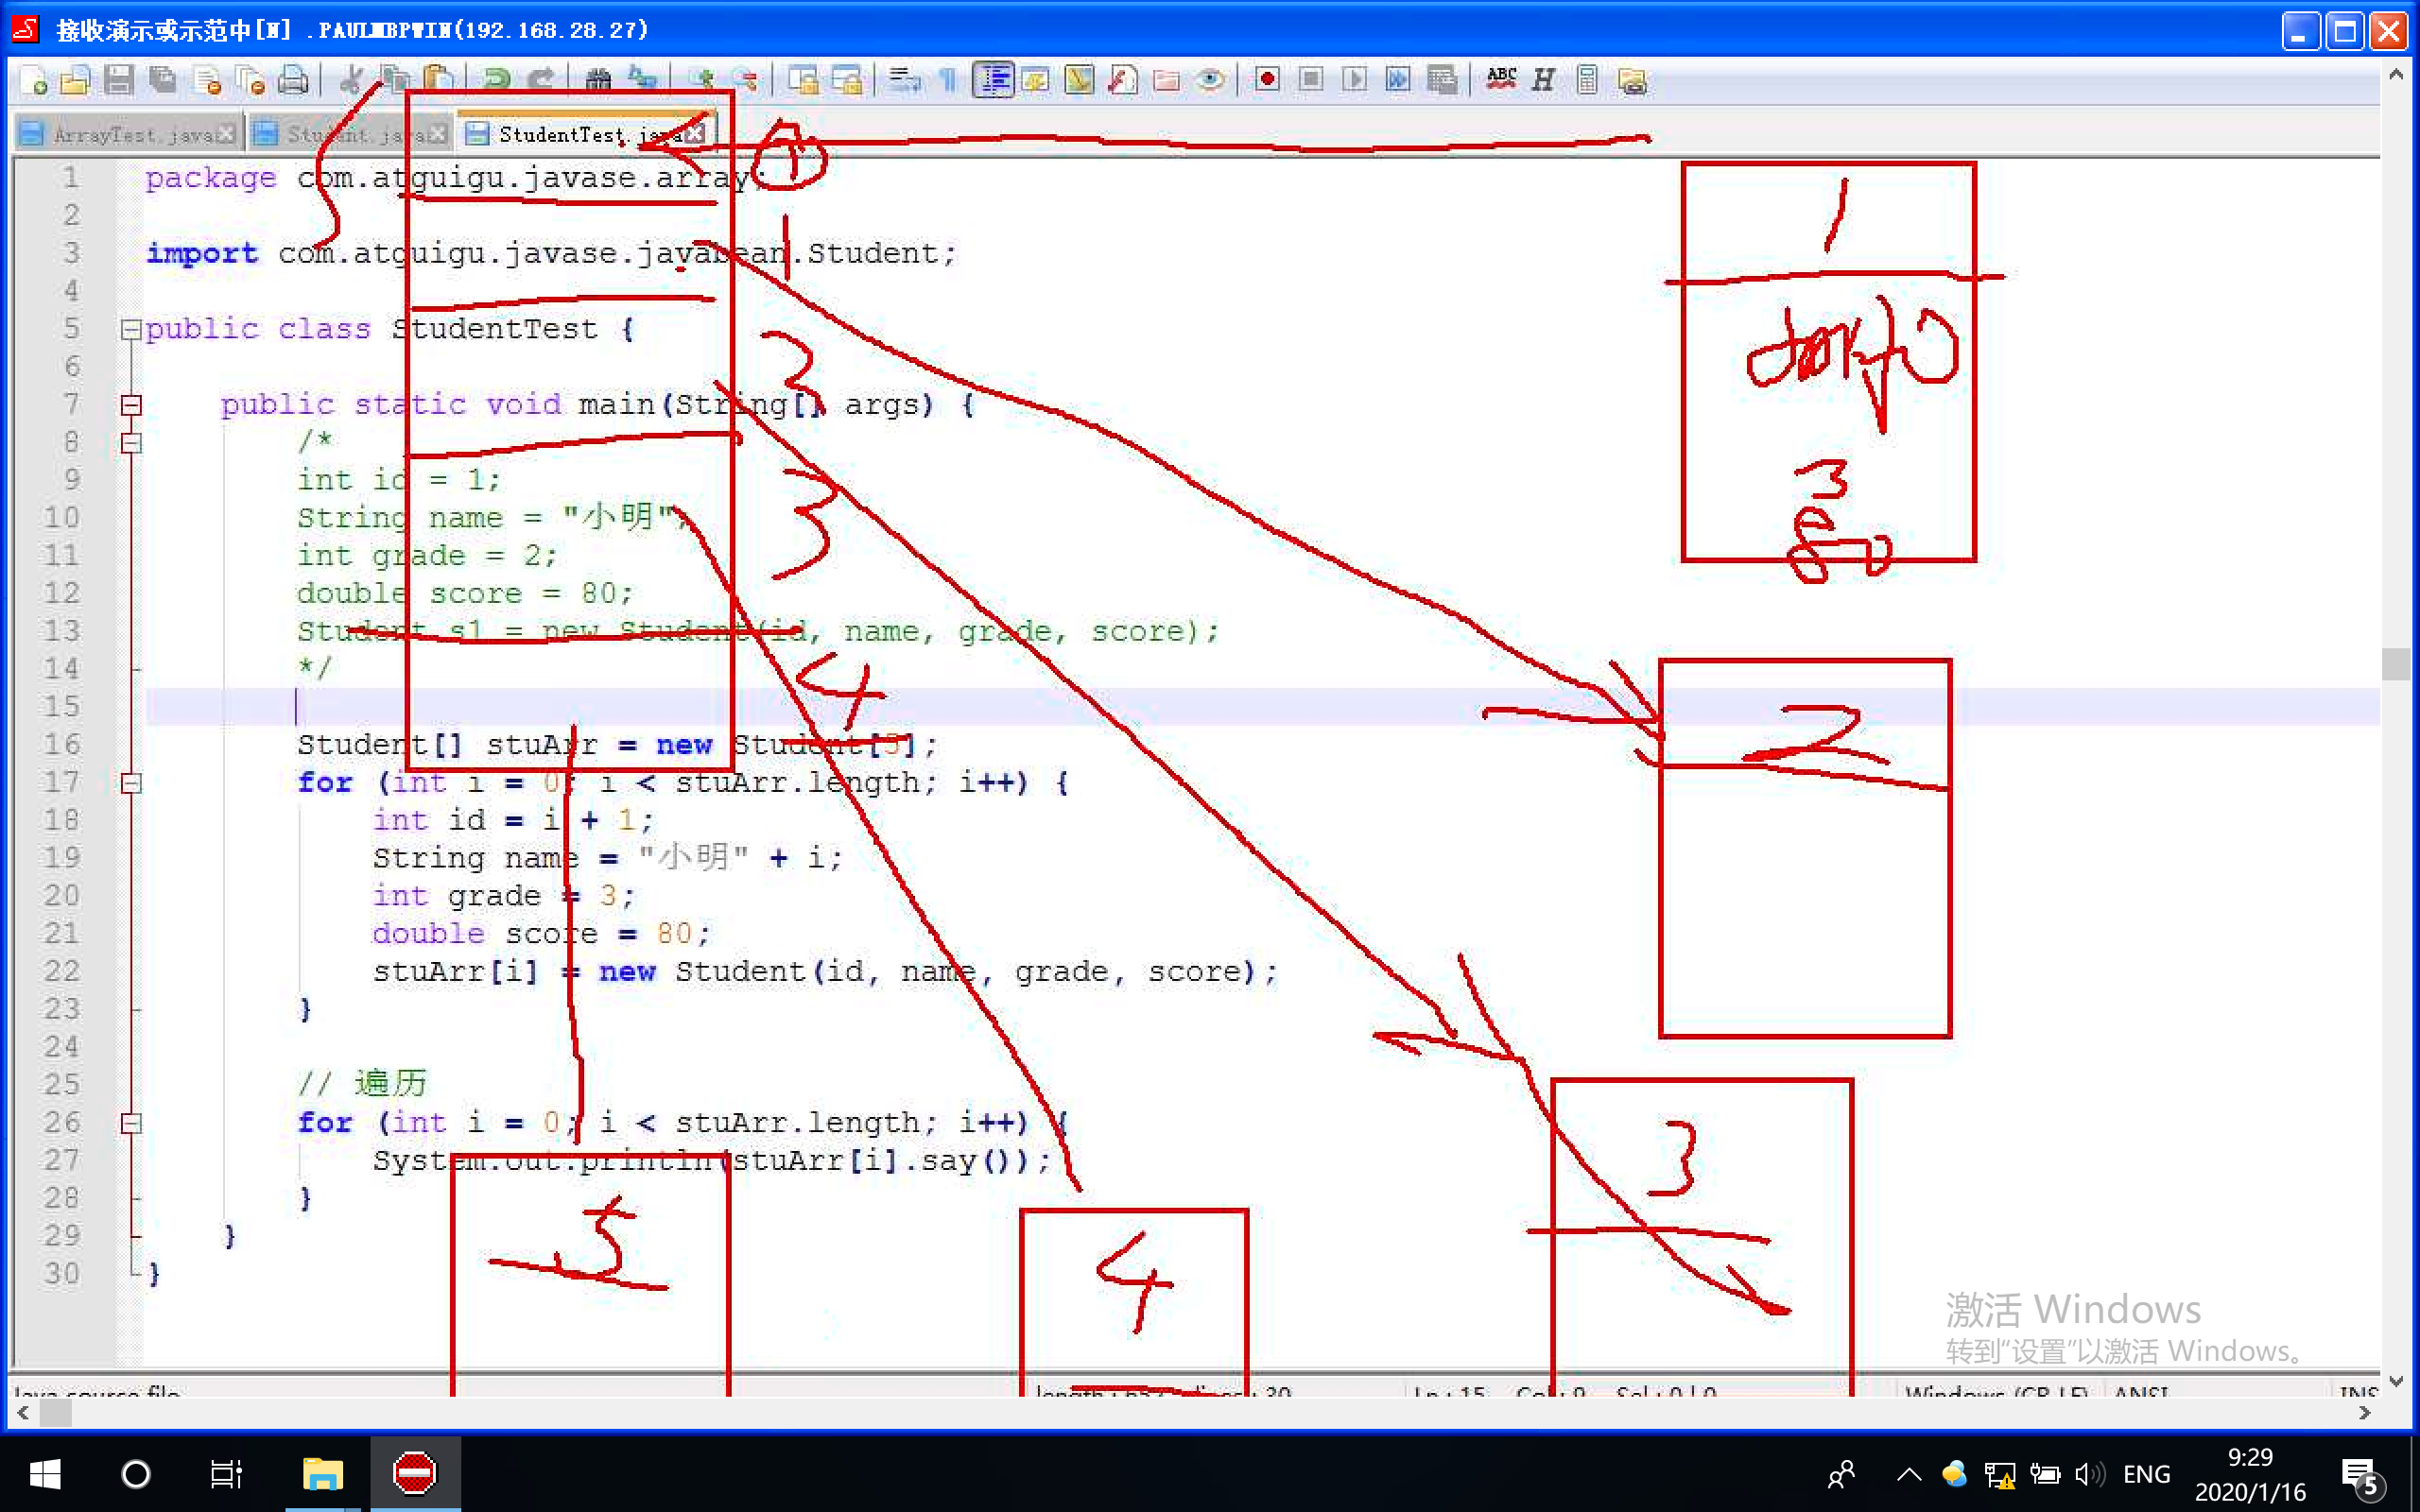 接收演示或示范中[N] .PAULMBPWIN(192.168.28.27)
ABC H
ArrayTest.java Student.java StudentTest.java
1 package com.atguigu.javase.array;
2
3 import com.atguigu.javase.javabean.Student;
4
5 public class StudentTest {
6
7 public static void main(String[] args) {
8 /*
9 int id = 1;
10 String name = "小明";
11 int grade = 2;
12 double score = 80;
13 Student s1 = new Student(id, name, grade, score);
14 */
15
16 Student[] stuArr = new Student[5];
17 for (int i = 0; i < stuArr.length; i++) {
18 int id = i + 1;
19 String name = "小明" + i;
20 int grade = 3;
21 double score = 80;
22 stuArr[i] = new Student(id, name, grade, score);
23 }
24
25 // 遍历
26 for (int i = 0; i < stuArr.length; i++) {
27 System.out.println(stuArr[i].say());
28 }
29 }
30 }
0
1
2
3
4
1
3
80
2
3
4
5
激活 Windows
转到"设置"以激活 Windows。
Java source file Ln : 15 Col : 9 Sel : 0 | 0 Windows (CR LF) ANSI INS
ENG
9:29
2020/1/16
5